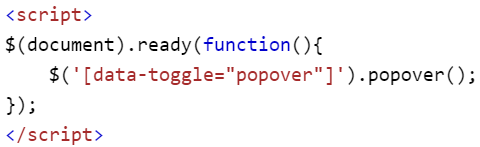 <script>
$(document).ready(function(){
    $('[data-toggle="popover"]').popover();
});
</script>